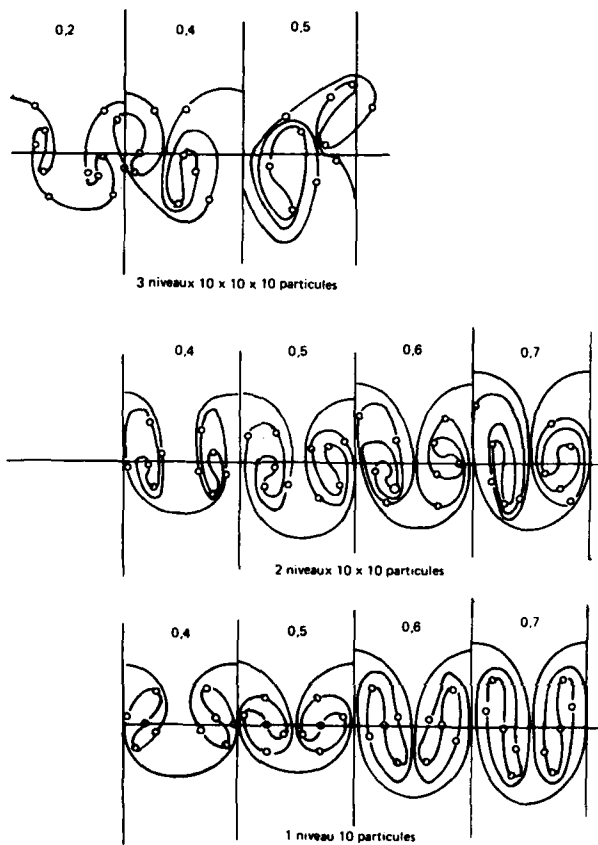 0,2 0,4 0,5
3 niveaux 10 x 10 x 10 particules
0,4 0,5 0,6 0,7
2 niveaux 10 x 10 particules
0,4 0,5 0,6 0,7
1 niveau 10 particules